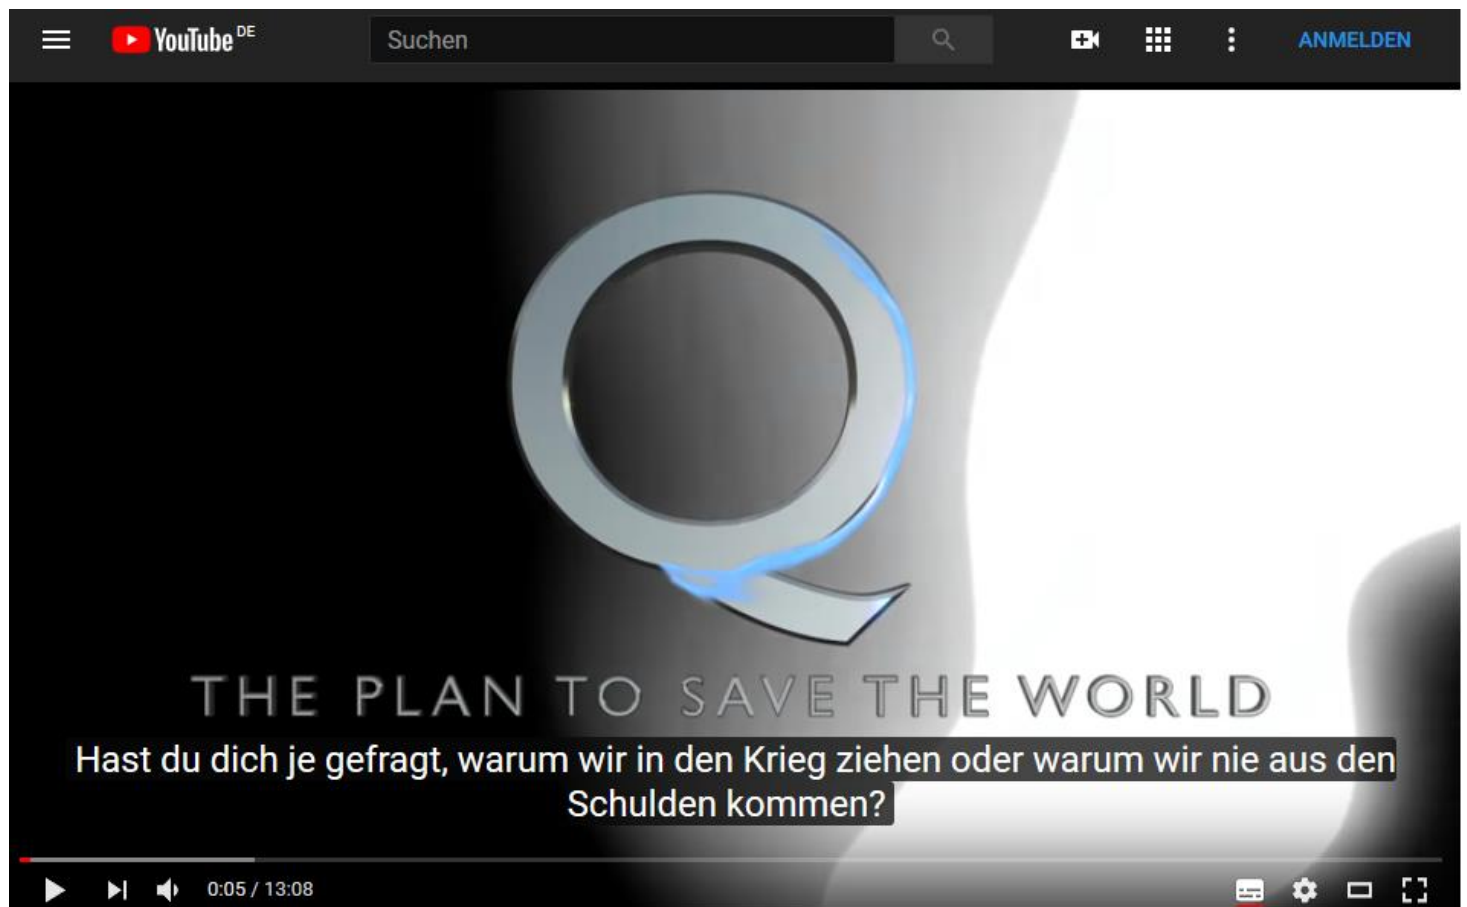 YouTube DE
Suchen
ANMELDEN
Q
THE PLAN TO SAVE THE WORLD
Hast du dich je gefragt, warum wir in den Krieg ziehen oder warum wir nie aus den
Schulden kommen?
0:05 / 13:08